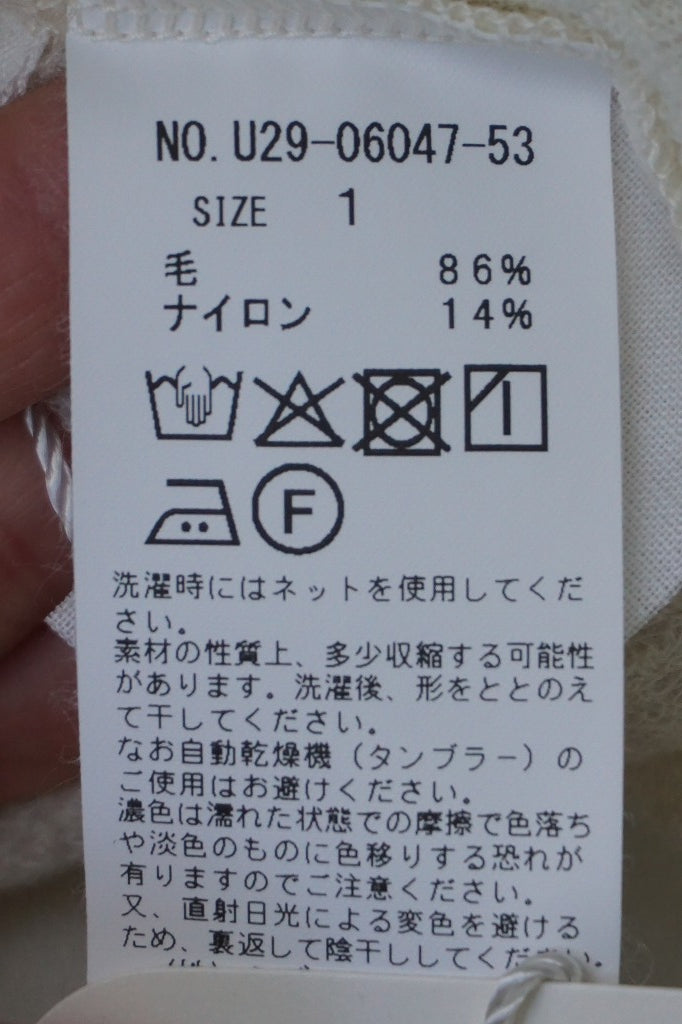 NO. U29-06047-53
SIZE 1
毛 86%
ナイロン 14%
F
洗濯時にはネットを使用してくだ
さい。
素材の性質上、多少収縮する可能性
があります。洗濯後、形をととのえ
て干してください。
なお自動乾燥機（タンブラー）の
ご使用はお避けください。
濃色は濡れた状態での摩擦で色落ち
や淡色のものに色移りする恐れが
有りますのでご注意ください。
又、直射日光による変色を避ける
ため、裏返して陰干ししてください。